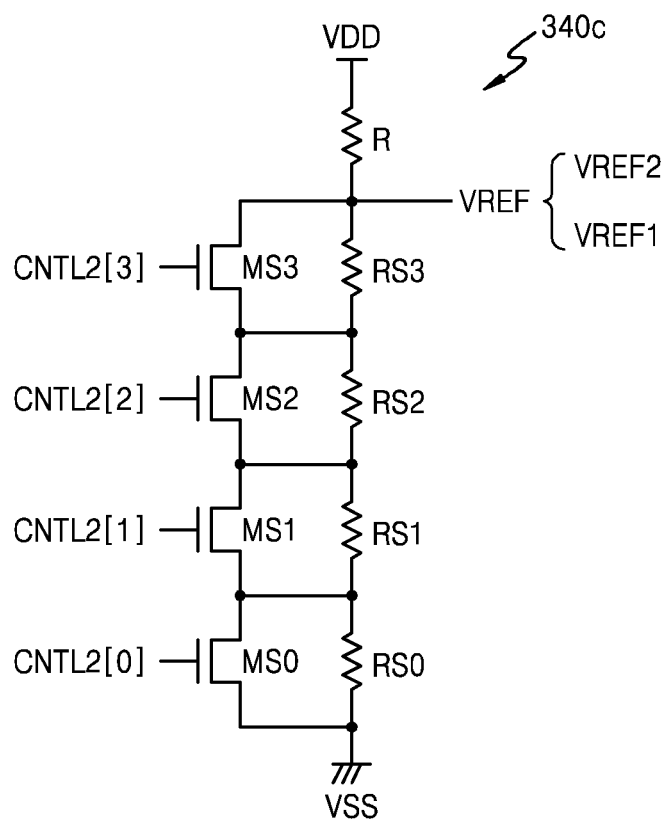 340c
VDD
R
VREF
VREF2
VREF1
CNTL2[3]
MS3
RS3
CNTL2[2]
MS2
RS2
CNTL2[1]
MS1
RS1
CNTL2[0]
MS0
RS0
VSS